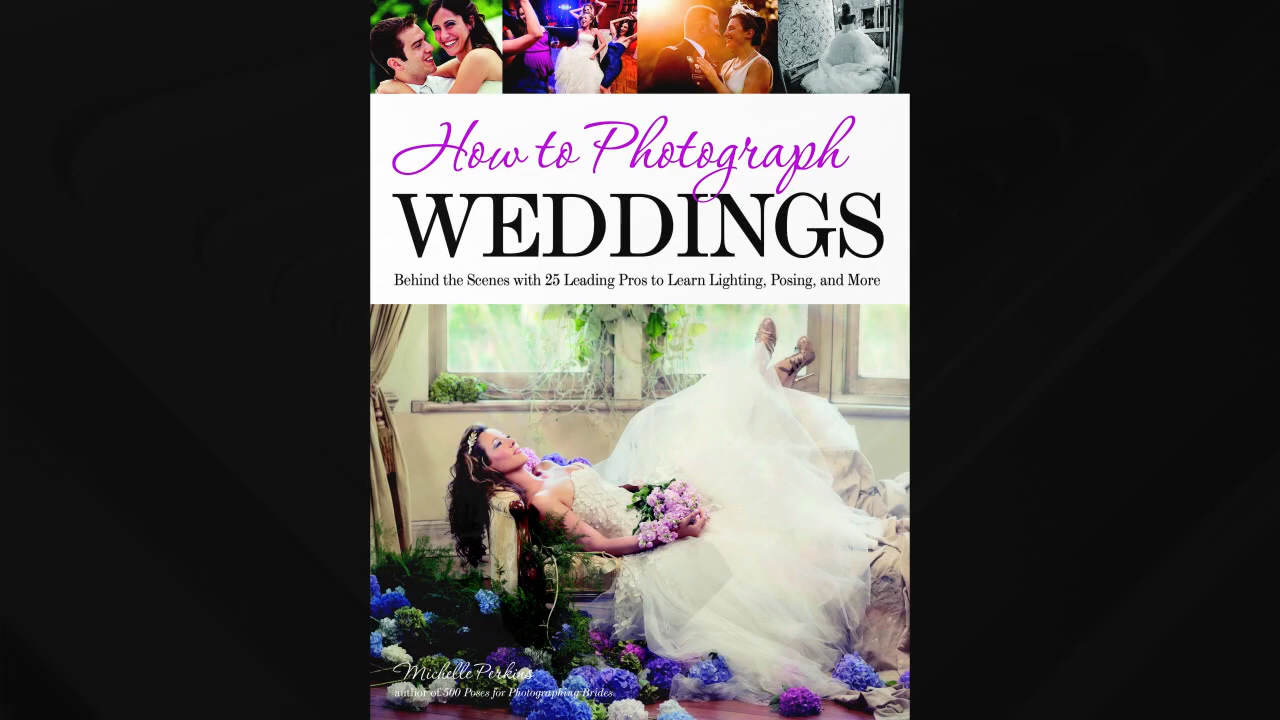 How to Photograph
WEDDINGS
Behind the Scenes with 25 Leading Pros to Learn Lighting, Posing, and More
Michelle Perkins
author of 500 Poses for Photographing Brides